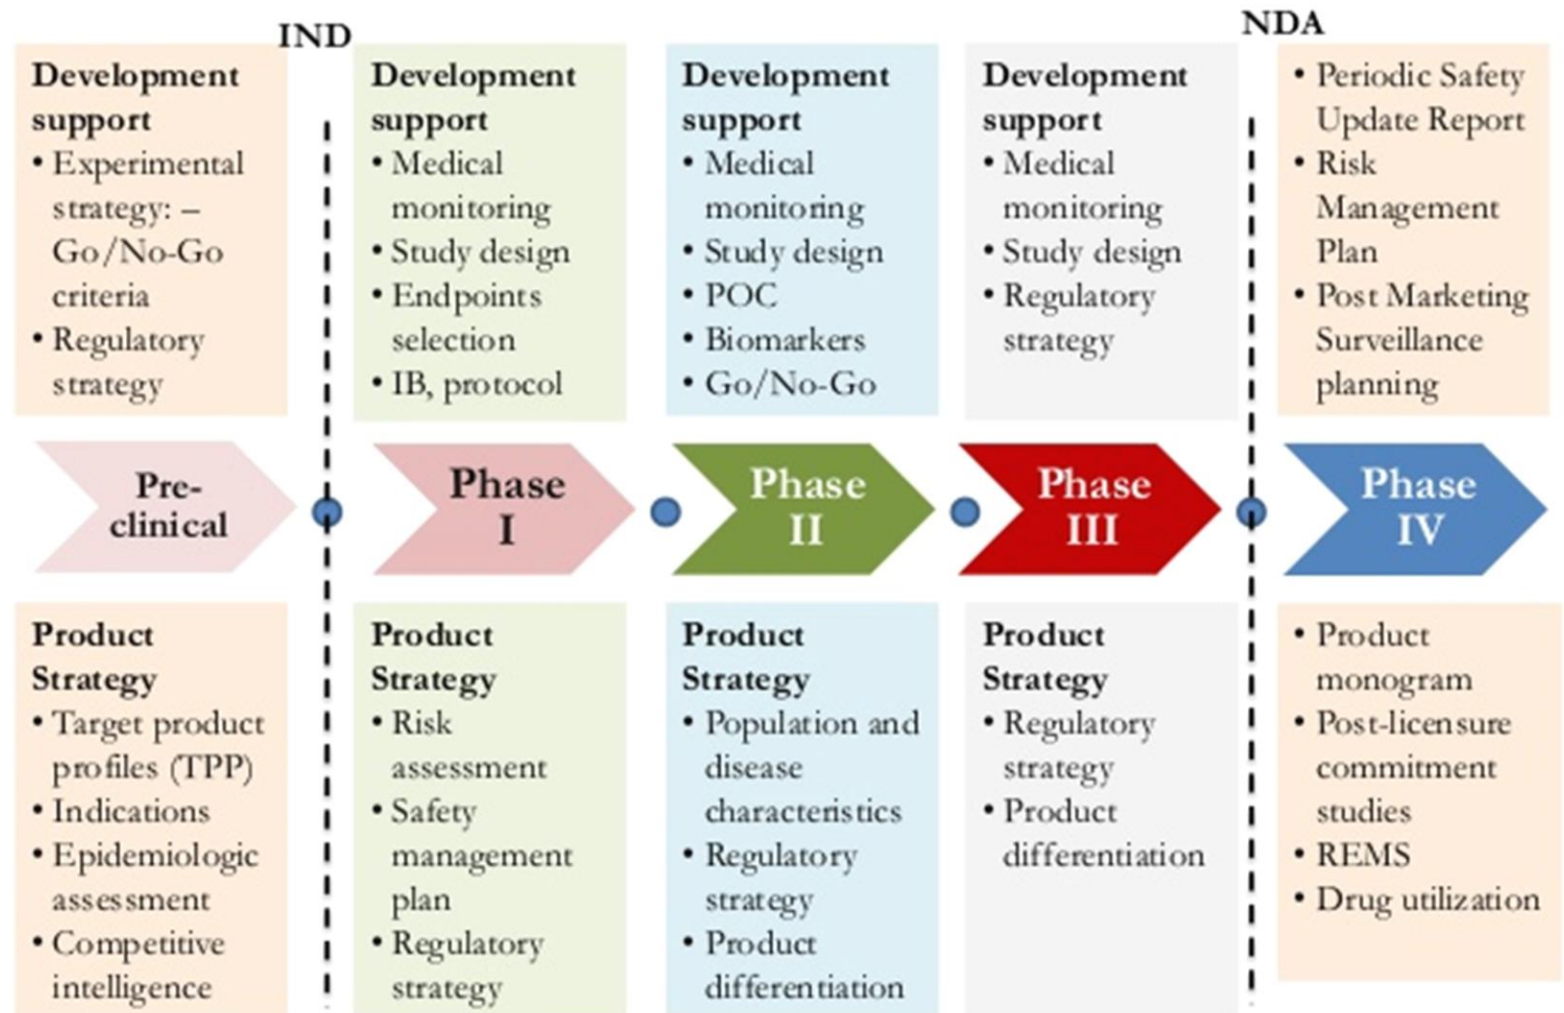 IND
NDA
Development
support
• Experimental
strategy: –
Go/No-Go
criteria
• Regulatory
strategy
Development
support
• Medical
monitoring
• Study design
• Endpoints
selection
• IB, protocol
Development
support
• Medical
monitoring
• Study design
• POC
• Biomarkers
• Go/No-Go
Development
support
• Medical
monitoring
• Study design
• Regulatory
strategy
• Periodic Safety
Update Report
• Risk
Management
Plan
• Post Marketing
Surveillance
planning
Pre-
clinical
Phase
I
Phase
II
Phase
III
Phase
IV
Product
Strategy
• Target product
profiles (TPP)
• Indications
• Epidemiologic
assessment
• Competitive
intelligence
Product
Strategy
• Risk
assessment
• Safety
management
plan
• Regulatory
strategy
Product
Strategy
• Population and
disease
characteristics
• Regulatory
strategy
• Product
differentiation
Product
Strategy
• Regulatory
strategy
• Product
differentiation
• Product
monogram
• Post-licensure
commitment
studies
• REMS
• Drug utilization